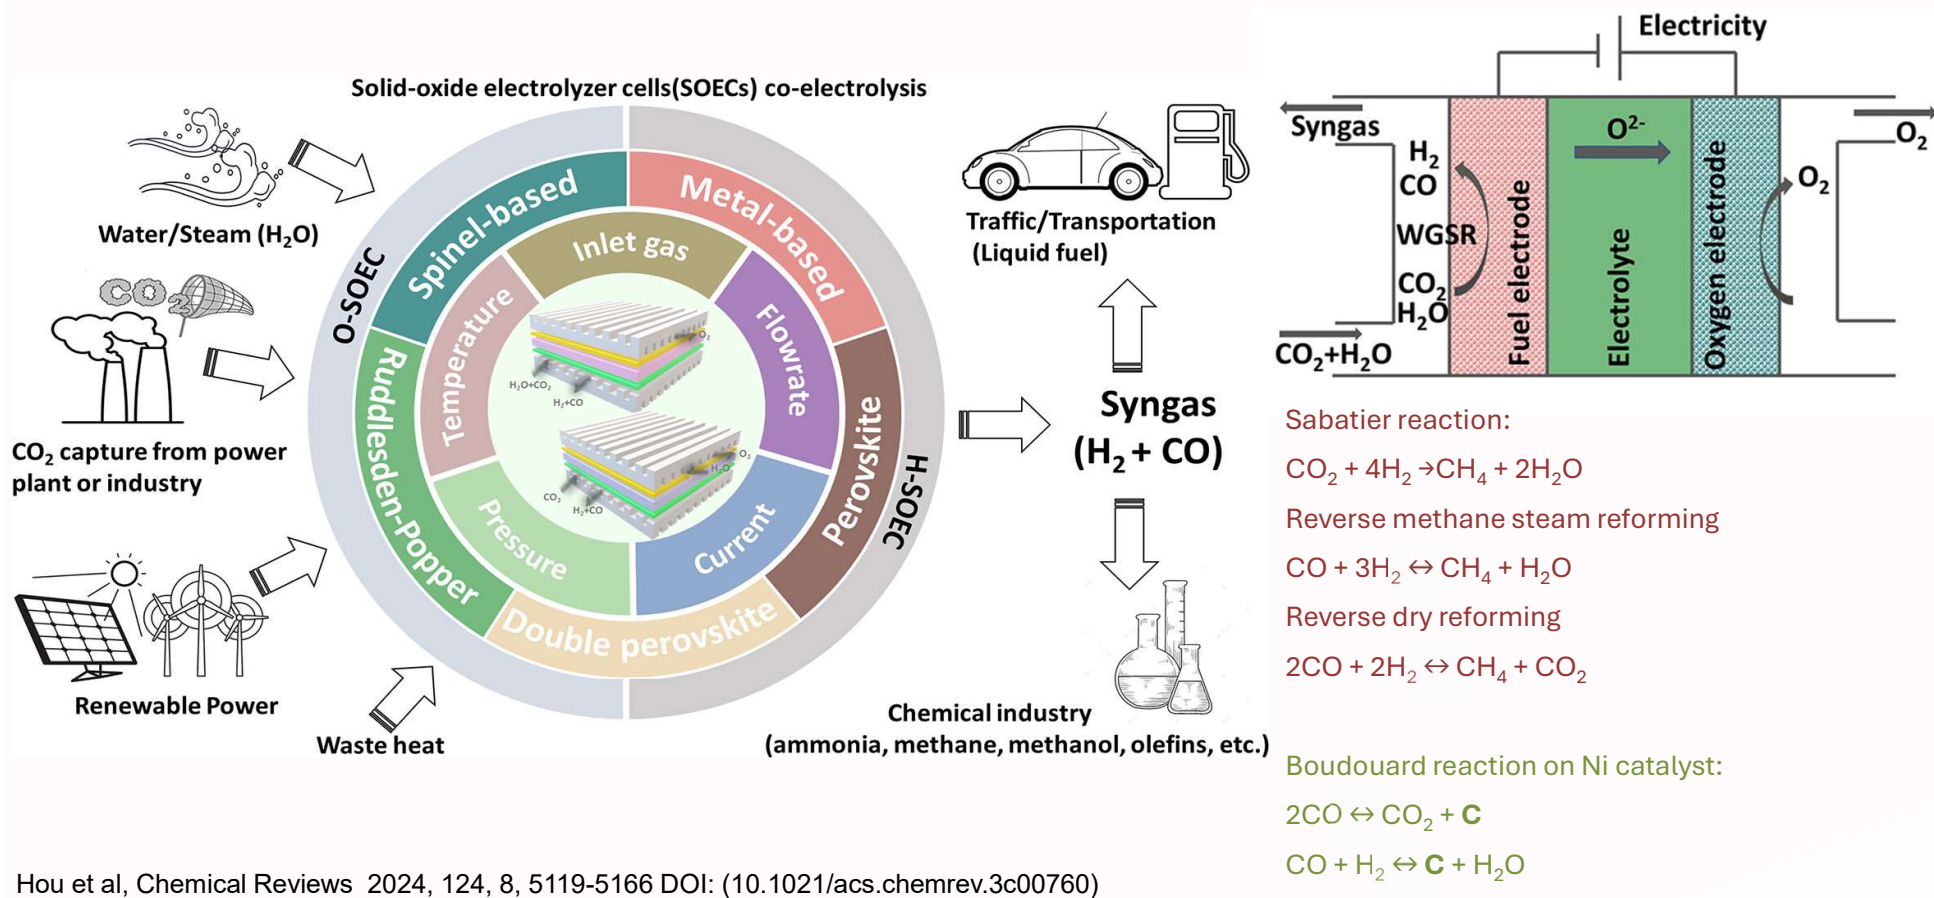 Solid-oxide electrolyzer cells(SOECs) co-electrolysis
Water/Steam (H₂O)
CO₂
CO₂ capture from power
plant or industry
Renewable Power
Waste heat
O-SOEC
H-SOEC
Spinel-based
Metal-based
Perovskite
Double perovskite
Rudddlesden-Popper
Inlet gas
Flowrate
Current
Pressure
Temperature
O₂
H₂O+CO₂
H₂+CO
O₂
H₂O
CO₂
H₂+CO
Traffic/Transportation
(Liquid fuel)
Syngas
(H₂ + CO)
Chemical industry
(ammonia, methane, methanol, olefins, etc.)
Electricity
Syngas
H₂
CO
WGSR
CO₂
H₂O
CO₂+H₂O
Fuel electrode
O²⁻
Electrolyte
Oxygen electrode
O₂
O₂
Sabatier reaction:
CO₂ + 4H₂ →CH₄ + 2H₂O
Reverse methane steam reforming
CO + 3H₂ ↔ CH₄ + H₂O
Reverse dry reforming
2CO + 2H₂ ↔ CH₄ + CO₂
Boudouard reaction on Ni catalyst:
2CO ↔ CO₂ + C
CO + H₂ ↔ C + H₂O
Hou et al, Chemical Reviews 2024, 124, 8, 5119-5166 DOI: (10.1021/acs.chemrev.3c00760)